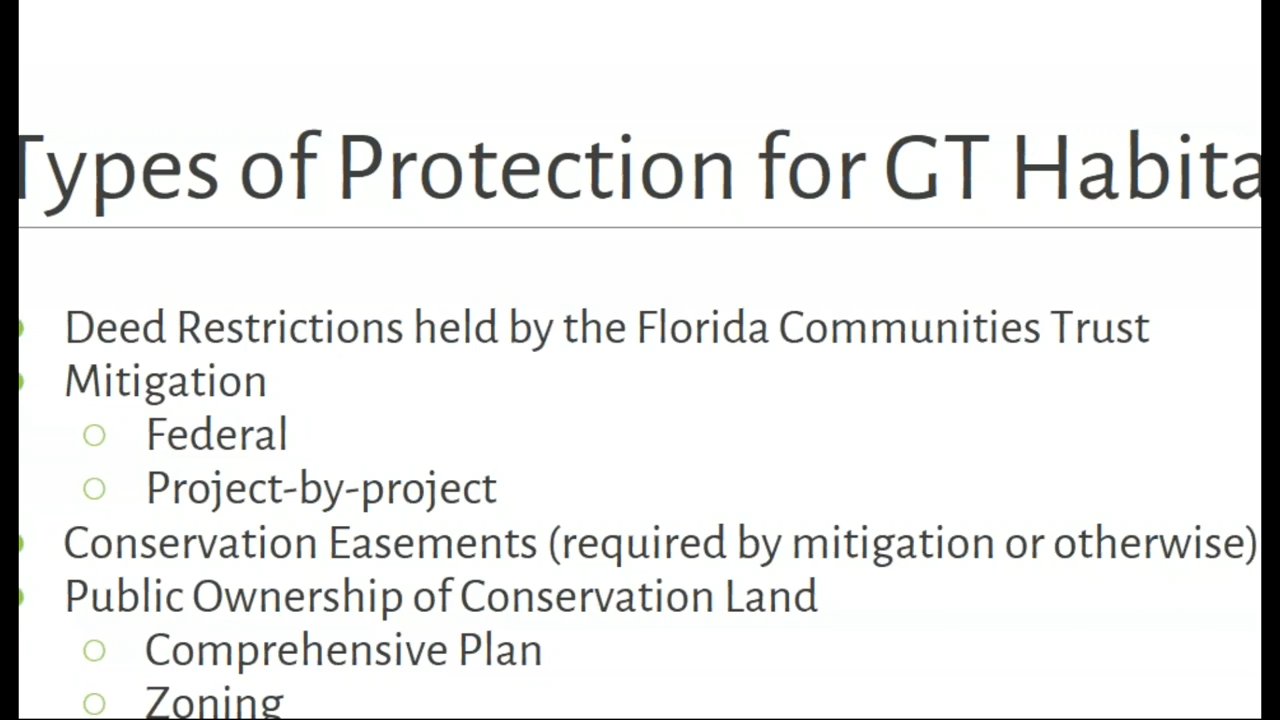 Types of Protection for GT Habita
Deed Restrictions held by the Florida Communities Trust
Mitigation
Federal
Project-by-project
Conservation Easements (required by mitigation or otherwise)
Public Ownership of Conservation Land
Comprehensive Plan
Zoning